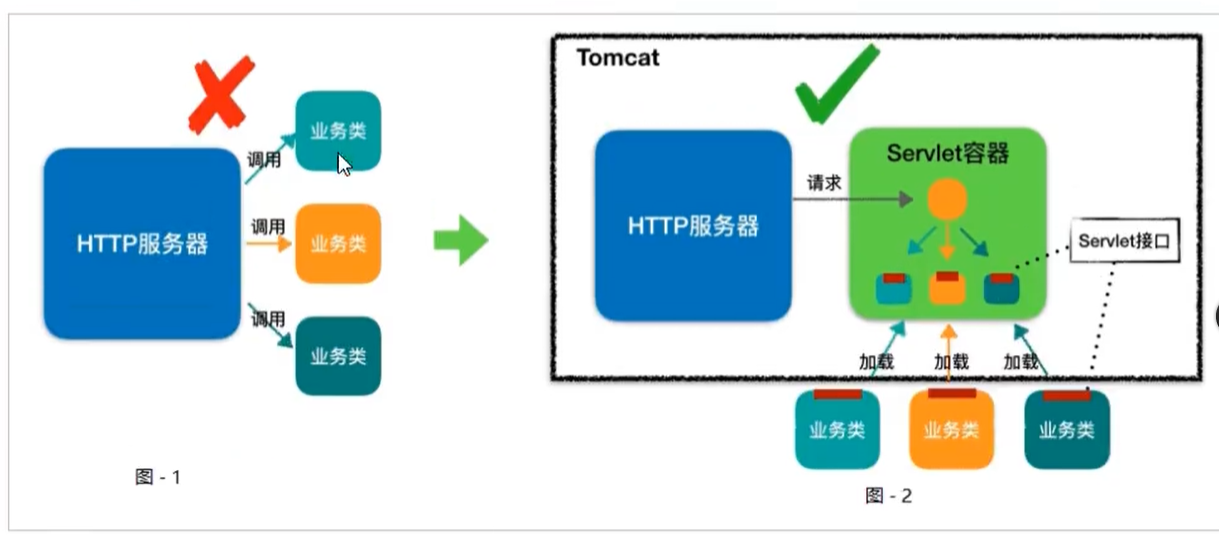 调用
业务类
HTTP服务器
调用
业务类
调用
业务类
图 - 1
Tomcat
HTTP服务器
请求
Servlet容器
Servlet接口
加载
加载
加载
业务类
业务类
业务类
图 - 2